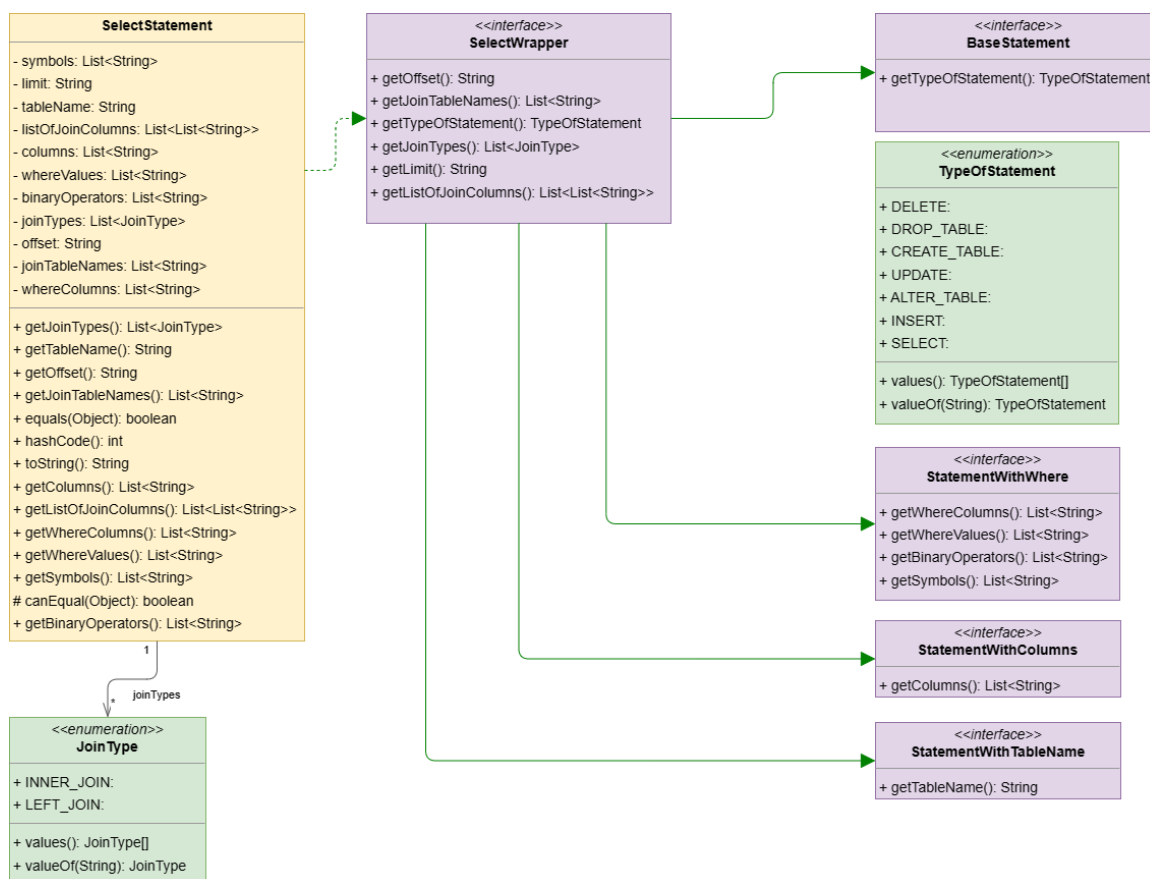 SelectStatement
- symbols: List<String>
- limit: String
- tableName: String
- listOfJoinColumns: List<List<String>>
- columns: List<String>
- whereValues: List<String>
- binaryOperators: List<String>
- joinTypes: List<JoinType>
- offset: String
- joinTableNames: List<String>
- whereColumns: List<String>
+ getJoinTypes(): List<JoinType>
+ getTableName(): String
+ getOffset(): String
+ getJoinTableNames(): List<String>
+ equals(Object): boolean
+ hashCode(): int
+ toString(): String
+ getColumns(): List<String>
+ getListOfJoinColumns(): List<List<String>>
+ getWhereColumns(): List<String>
+ getWhereValues(): List<String>
+ getSymbols(): List<String>
# canEqual(Object): boolean
+ getBinaryOperators(): List<String>
1
joinTypes
*
<<enumeration>>
JoinType
+ INNER_JOIN:
+ LEFT_JOIN:
+ values(): JoinType[]
+ valueOf(String): JoinType
<<interface>>
SelectWrapper
+ getOffset(): String
+ getJoinTableNames(): List<String>
+ getTypeOfStatement(): TypeOfStatement
+ getJoinTypes(): List<JoinType>
+ getLimit(): String
+ getListOfJoinColumns(): List<List<String>>
<<interface>>
BaseStatement
+ getTypeOfStatement(): TypeOfStatement
<<enumeration>>
TypeOfStatement
+ DELETE:
+ DROP_TABLE:
+ CREATE_TABLE:
+ UPDATE:
+ ALTER_TABLE:
+ INSERT:
+ SELECT:
+ values(): TypeOfStatement[]
+ valueOf(String): TypeOfStatement
<<interface>>
StatementWithWhere
+ getWhereColumns(): List<String>
+ getWhereValues(): List<String>
+ getBinaryOperators(): List<String>
+ getSymbols(): List<String>
<<interface>>
StatementWithColumns
+ getColumns(): List<String>
<<interface>>
StatementWithTableName
+ getTableName(): String